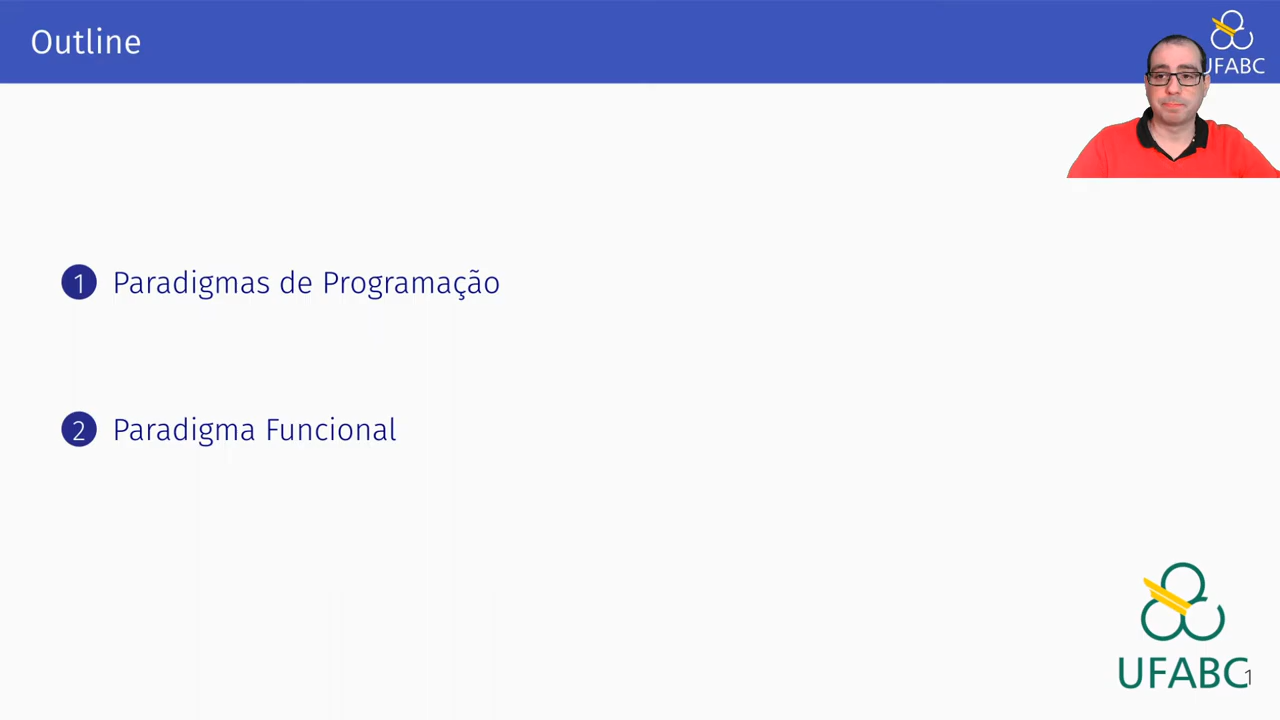 Outline
UFABC
1 Paradigmas de Programação
2 Paradigma Funcional
UFABC
1